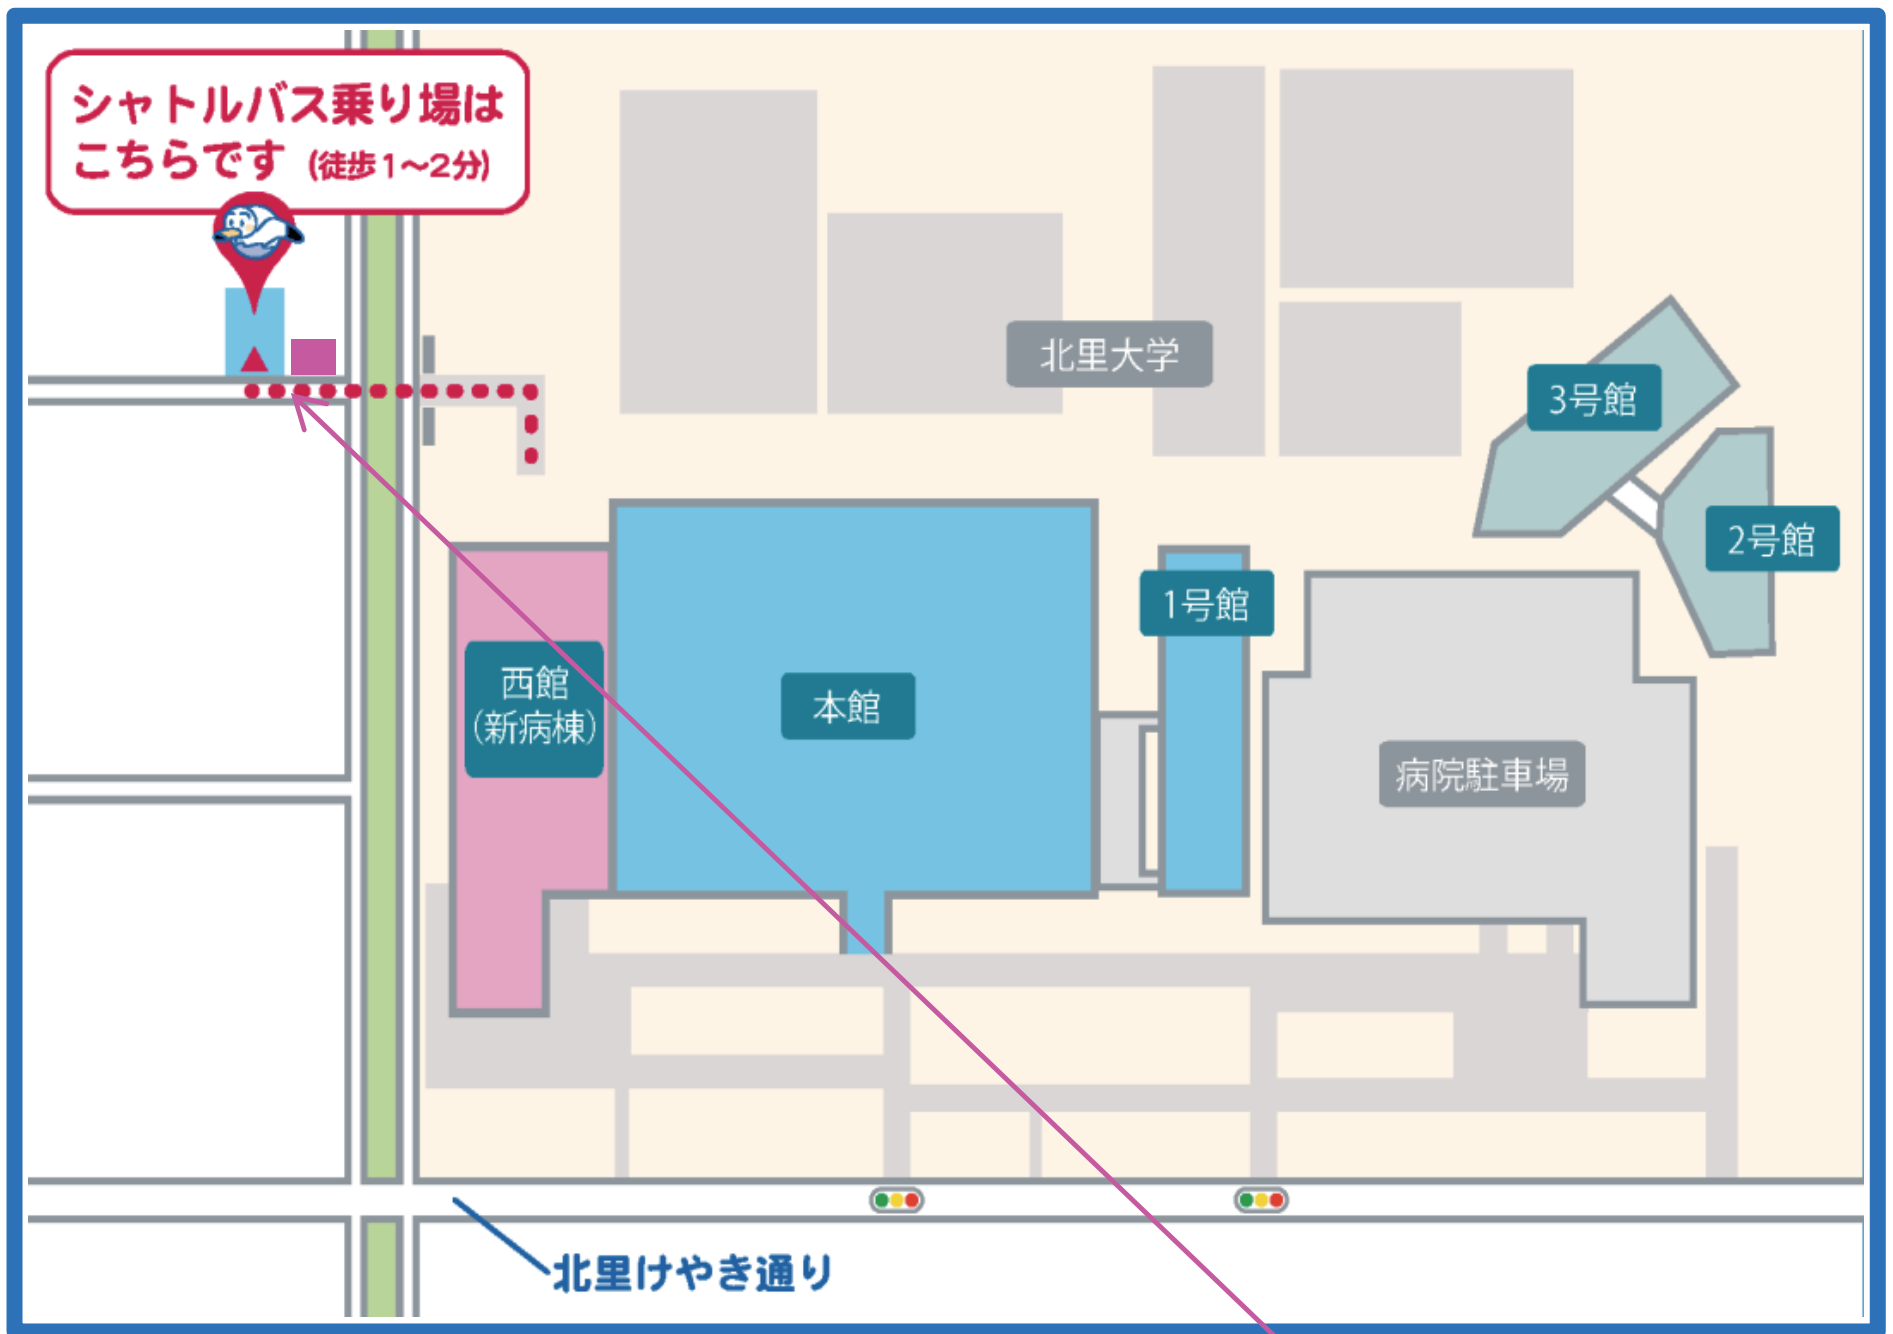 シャトルバス乗り場は
こちらです (徒歩1〜2分)
北里大学
3号館
2号館
1号館
西館
(新病棟)
本館
病院駐車場
北里けやき通り